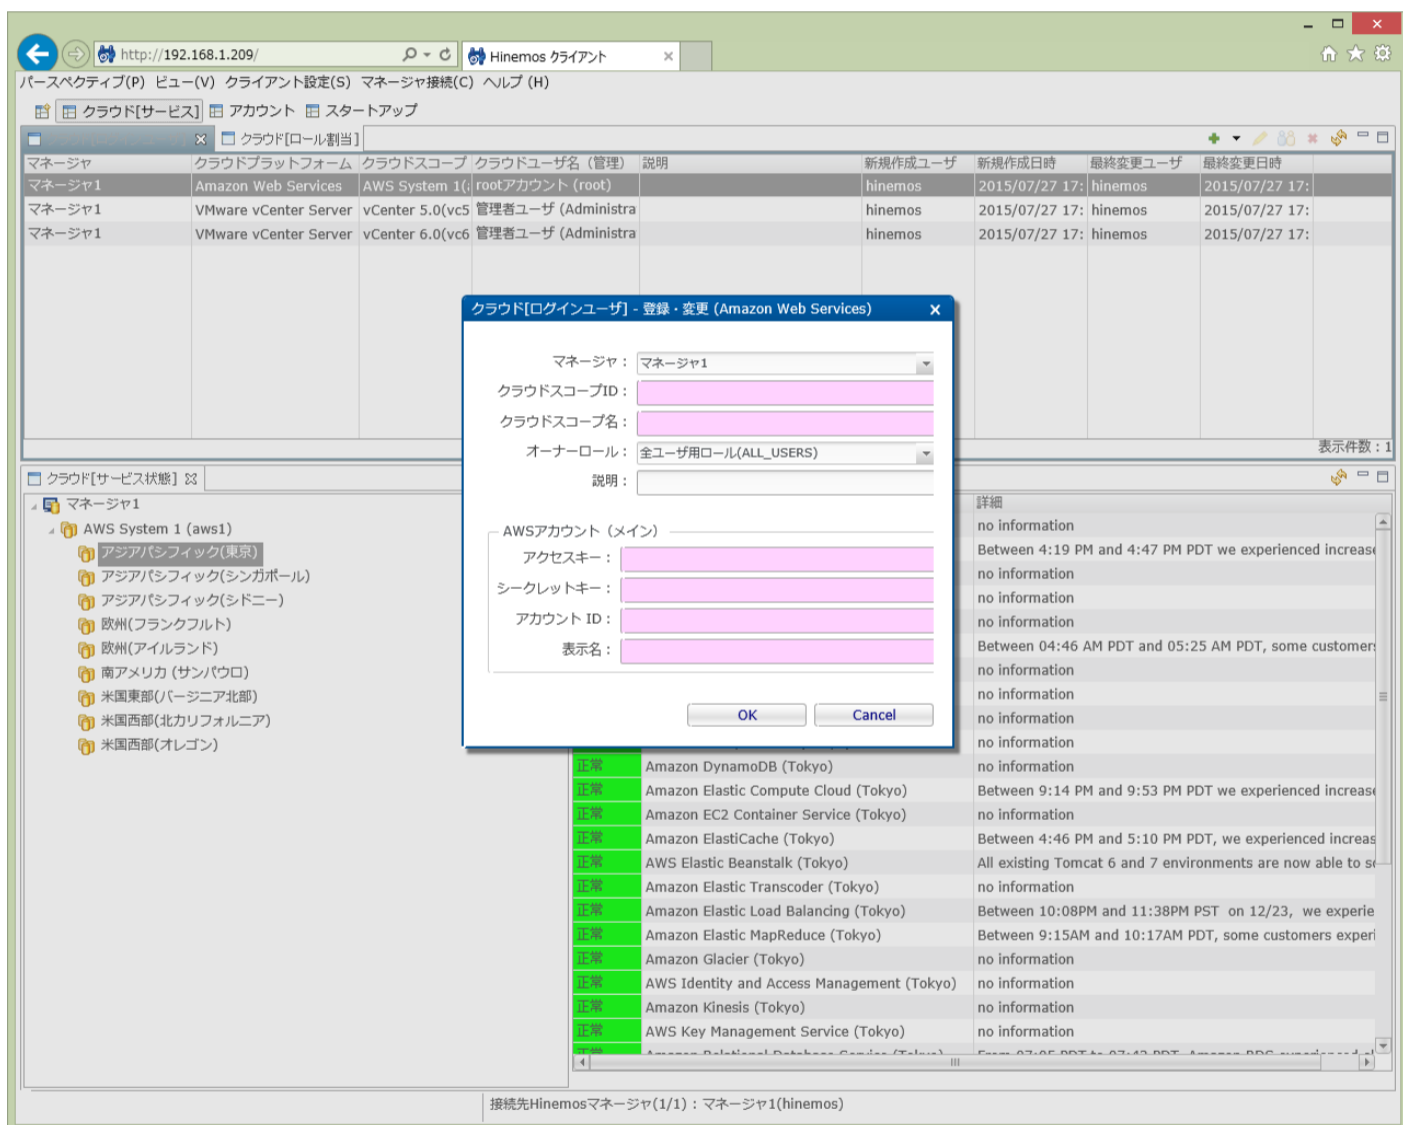 http://192.168.1.209/
Hinemos クライアント
パースペクティブ(P) ビュー(V) クライアント設定(S) マネージャ接続(C) ヘルプ (H)
クラウド[サービス] アカウント スタートアップ
クラウド[ロール割当]
マネージャ クラウドプラットフォーム クラウドスコープ クラウドユーザ名 (管理) 説明 新規作成ユーザ 新規作成日時 最終変更ユーザ 最終変更日時
マネージャ1 Amazon Web Services AWS System 1(a rootアカウント (root) hinemos 2015/07/27 17: hinemos 2015/07/27 17:
マネージャ1 VMware vCenter Server vCenter 5.0(vc5 管理者ユーザ (Administra hinemos 2015/07/27 17: hinemos 2015/07/27 17:
マネージャ1 VMware vCenter Server vCenter 6.0(vc6 管理者ユーザ (Administra hinemos 2015/07/27 17: hinemos 2015/07/27 17:
表示件数 : 1
クラウド[ログインユーザ] - 登録・変更 (Amazon Web Services)
マネージャ : マネージャ1
クラウドスコープID :
クラウドスコープ名 :
オーナーロール : 全ユーザ用ロール(ALL_USERS)
説明 :
AWSアカウント (メイン)
アクセスキー :
シークレットキー :
アカウント ID :
表示名 :
OK Cancel
クラウド[サービス状態]
マネージャ1
AWS System 1 (aws1)
アジアパシフィック(東京)
アジアパシフィック(シンガポール)
アジアパシフィック(シドニー)
欧州(フランクフルト)
欧州(アイルランド)
南アメリカ (サンパウロ)
米国東部(バージニア北部)
米国西部(北カリフォルニア)
米国西部(オレゴン)
詳細
no information
Between 4:19 PM and 4:47 PM PDT we experienced increase
no information
no information
no information
Between 04:46 AM PDT and 05:25 AM PDT, some customers
no information
no information
no information
no information
正常 Amazon DynamoDB (Tokyo) no information
正常 Amazon Elastic Compute Cloud (Tokyo) Between 9:14 PM and 9:53 PM PDT we experienced increase
正常 Amazon EC2 Container Service (Tokyo) no information
正常 Amazon ElastiCache (Tokyo) Between 4:46 PM and 5:10 PM PDT, we experienced increas
正常 AWS Elastic Beanstalk (Tokyo) All existing Tomcat 6 and 7 environments are now able to s
正常 Amazon Elastic Transcoder (Tokyo) no information
正常 Amazon Elastic Load Balancing (Tokyo) Between 10:08PM and 11:38PM PST on 12/23, we experie
正常 Amazon Elastic MapReduce (Tokyo) Between 9:15AM and 10:17AM PDT, some customers experi
正常 Amazon Glacier (Tokyo) no information
正常 AWS Identity and Access Management (Tokyo) no information
正常 Amazon Kinesis (Tokyo) no information
正常 AWS Key Management Service (Tokyo) no information
正常 Amazon Relational Database Service (Tokyo) From 07:05 PDT to 07:42 PDT, Amazon RDS experienced
接続先Hinemosマネージャ(1/1) : マネージャ1(hinemos)